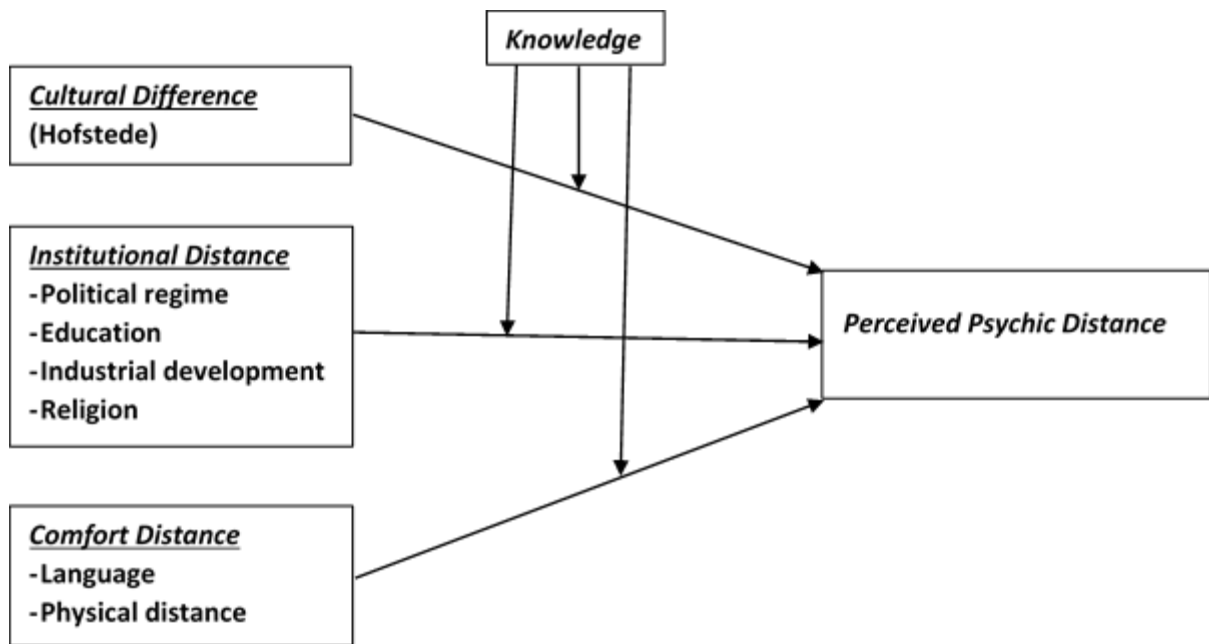 Knowledge
Cultural Difference
(Hofstede)
Institutional Distance
-Political regime
-Education
-Industrial development
-Religion
Perceived Psychic Distance
Comfort Distance
-Language
-Physical distance